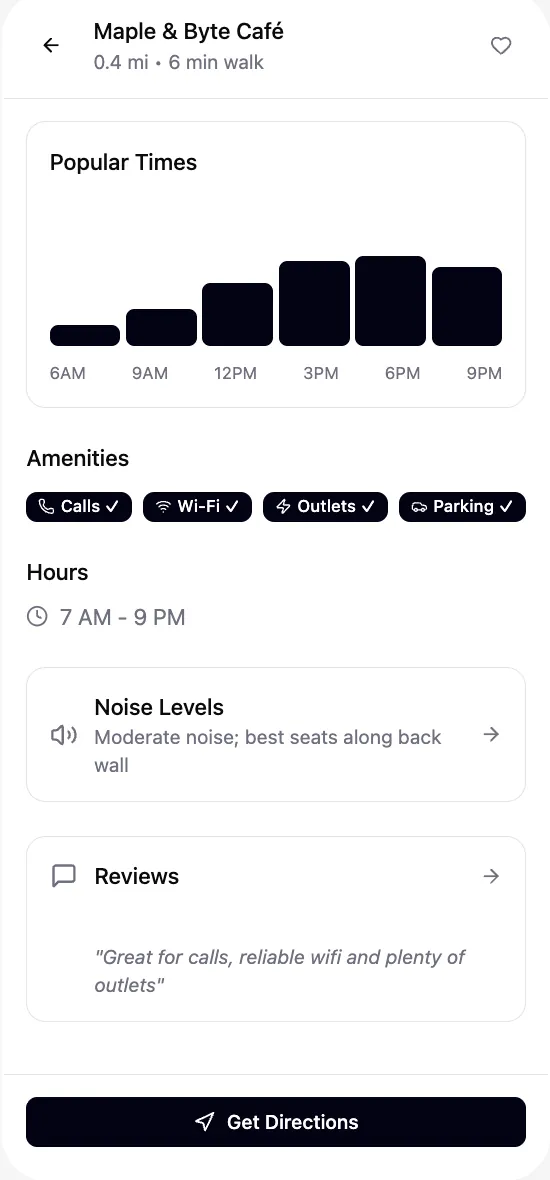 Maple & Byte Café
0.4 mi • 6 min walk
Popular Times
6AM 9AM 12PM 3PM 6PM 9PM
Amenities
Calls ✓ Wi-Fi ✓ Outlets ✓ Parking ✓
Hours
7 AM - 9 PM
Noise Levels
Moderate noise; best seats along back
wall
Reviews
"Great for calls, reliable wifi and plenty of
outlets"
Get Directions